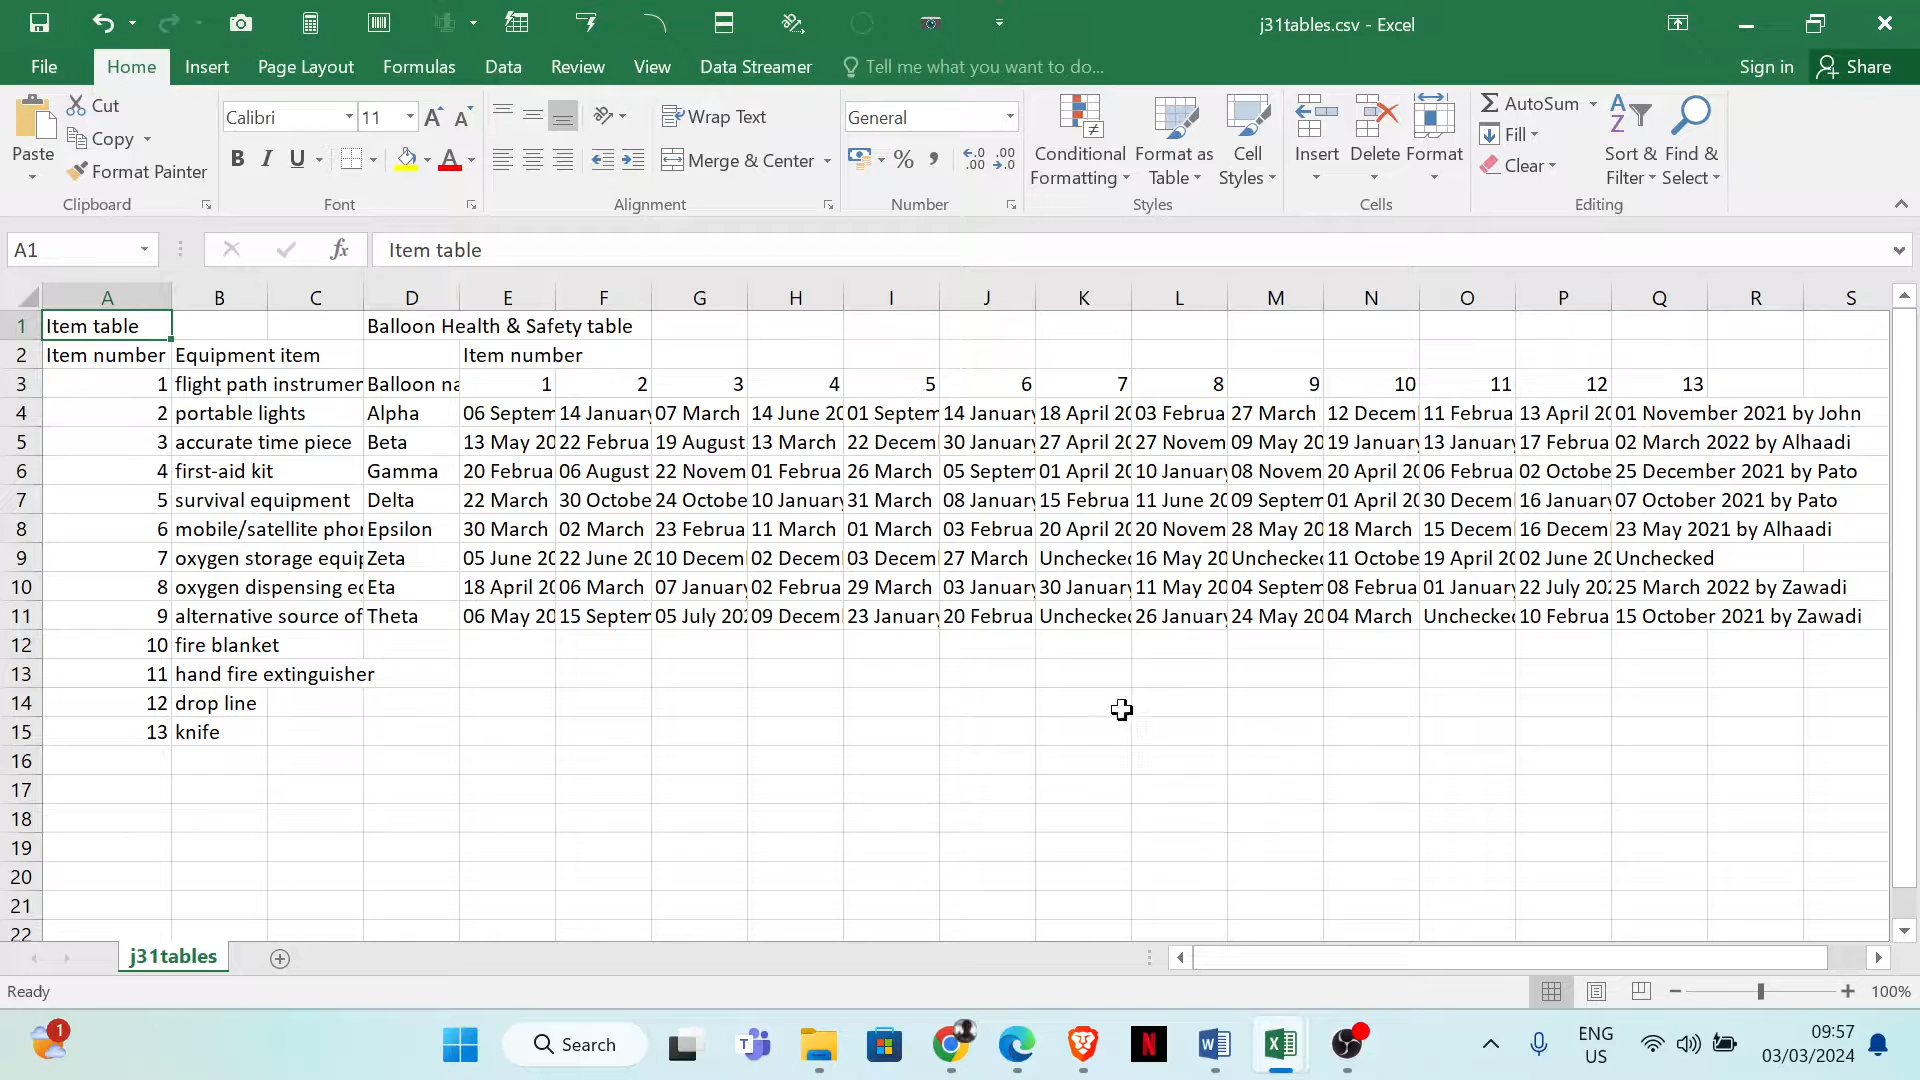 j31tables.csv - Excel
File Home Insert Page Layout Formulas Data Review View Data Streamer Tell me what you want to do... Sign in Share
Paste
Cut
Copy
Format Painter
Clipboard
Calibri 11
B I U
Font
Wrap Text
Merge & Center
Alignment
General
% , .0 .00
Number
Conditional Formatting
Format as Table
Cell Styles
Styles
Insert Delete Format
Cells
AutoSum
Fill
Clear
Sort & Filter
Find & Select
Editing
A1 fx Item table
A B C D E F G H I J K L M N O P Q R S
1 Item table Balloon Health & Safety table
2 Item number Equipment item Item number
3 1 flight path instrumen Balloon na 1 2 3 4 5 6 7 8 9 10 11 12 13
4 2 portable lights Alpha 06 Septem 14 January 07 March 14 June 20 01 Septem 14 January 18 April 20 03 Februa 27 March 12 Decem 11 Februa 13 April 20 01 November 2021 by John
5 3 accurate time piece Beta 13 May 20 22 Februa 19 August 13 March 22 Decem 30 January 27 April 20 27 Novem 09 May 20 19 January 13 January 17 Februa 02 March 2022 by Alhaadi
6 4 first-aid kit Gamma 20 Februa 06 August 22 Novem 01 Februa 26 March 05 Septem 01 April 20 10 January 08 Novem 20 April 20 06 Februa 02 Octobe 25 December 2021 by Pato
7 5 survival equipment Delta 22 March 30 Octobe 24 Octobe 10 January 31 March 08 January 15 Februa 11 June 20 09 Septem 01 April 20 30 Decem 16 January 07 October 2021 by Pato
8 6 mobile/satellite phon Epsilon 30 March 02 March 23 Februa 11 March 01 March 03 Februa 20 April 20 20 Novem 28 May 20 18 March 15 Decem 16 Decem 23 May 2021 by Alhaadi
9 7 oxygen storage equip Zeta 05 June 20 22 June 20 10 Decem 02 Decem 03 Decem 27 March Unchecked 16 May 20 Unchecked 11 Octobe 19 April 20 02 June 20 Unchecked
10 8 oxygen dispensing eq Eta 18 April 20 06 March 07 January 02 Februa 29 March 03 January 30 January 11 May 20 04 Septem 08 Februa 01 January 22 July 202 25 March 2022 by Zawadi
11 9 alternative source of Theta 06 May 20 15 Septem 05 July 202 09 Decem 23 January 20 Februa Unchecked 26 January 24 May 20 04 March Unchecked 10 Februa 15 October 2021 by Zawadi
12 10 fire blanket
13 11 hand fire extinguisher
14 12 drop line
15 13 knife
16
17
18
19
20
21
22
j31tables
Ready 100%
1 Search ENG US 09:57 03/03/2024